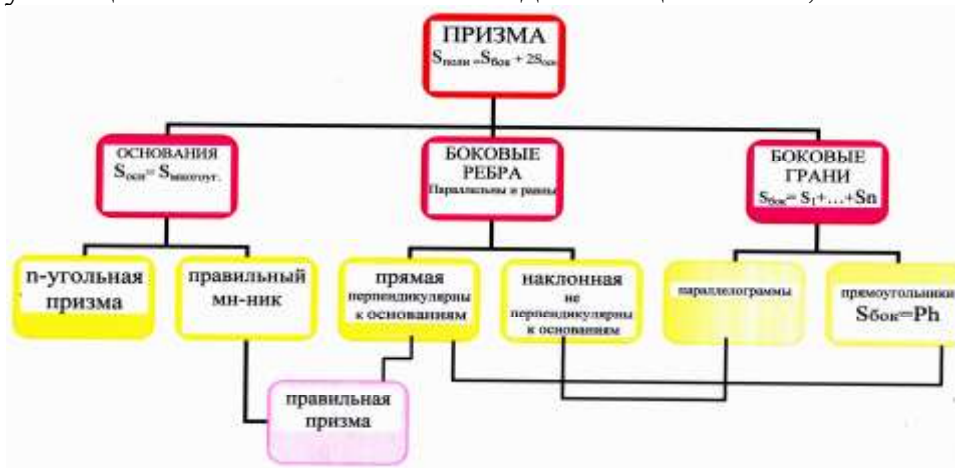 ПРИЗМА
Sполн =Sбок + 2Sосн
ОСНОВАНИЯ
Sосн= Sмногоуг.
БОКОВЫЕ
РЕБРА
Параллельны и равны
БОКОВЫЕ
ГРАНИ
Sбок= S1+...+Sn
n-угольная
призма
правильный
мн-ник
прямая
перпендикулярны
к основаниям
наклонная
не
перпендикулярны
к основаниям
параллелограммы
прямоугольники
Sбок=Ph
правильная
призма